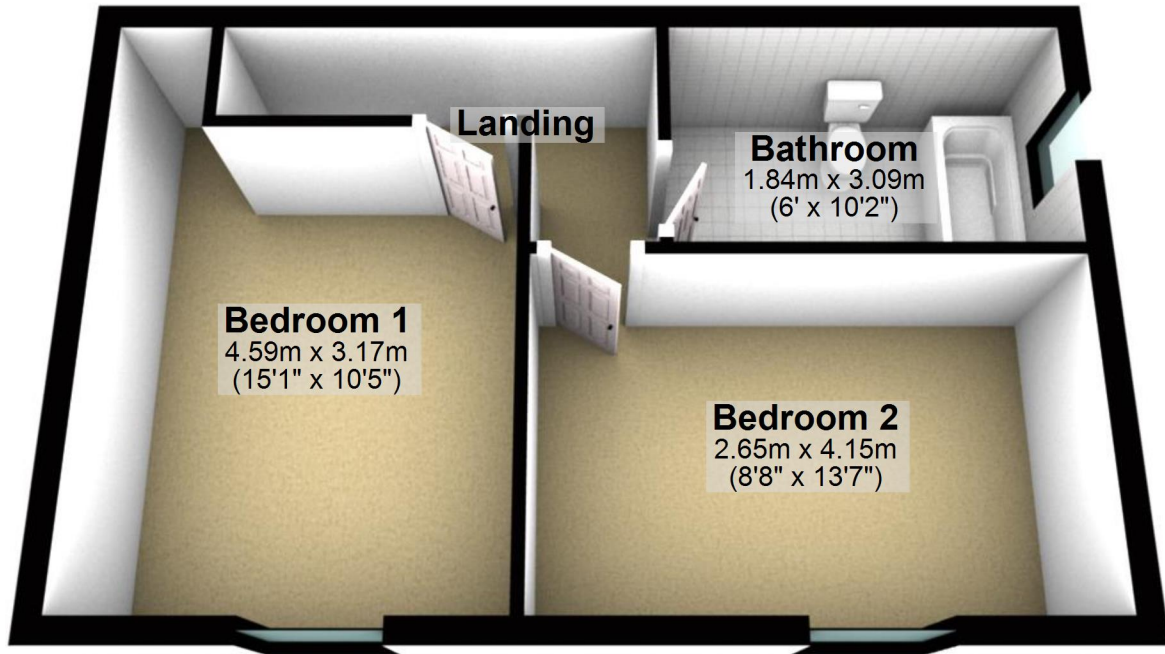 Landing
Bathroom
1.84m x 3.09m
(6' x 10'2")
Bedroom 1
4.59m x 3.17m
(15'1" x 10'5")
Bedroom 2
2.65m x 4.15m
(8'8" x 13'7")